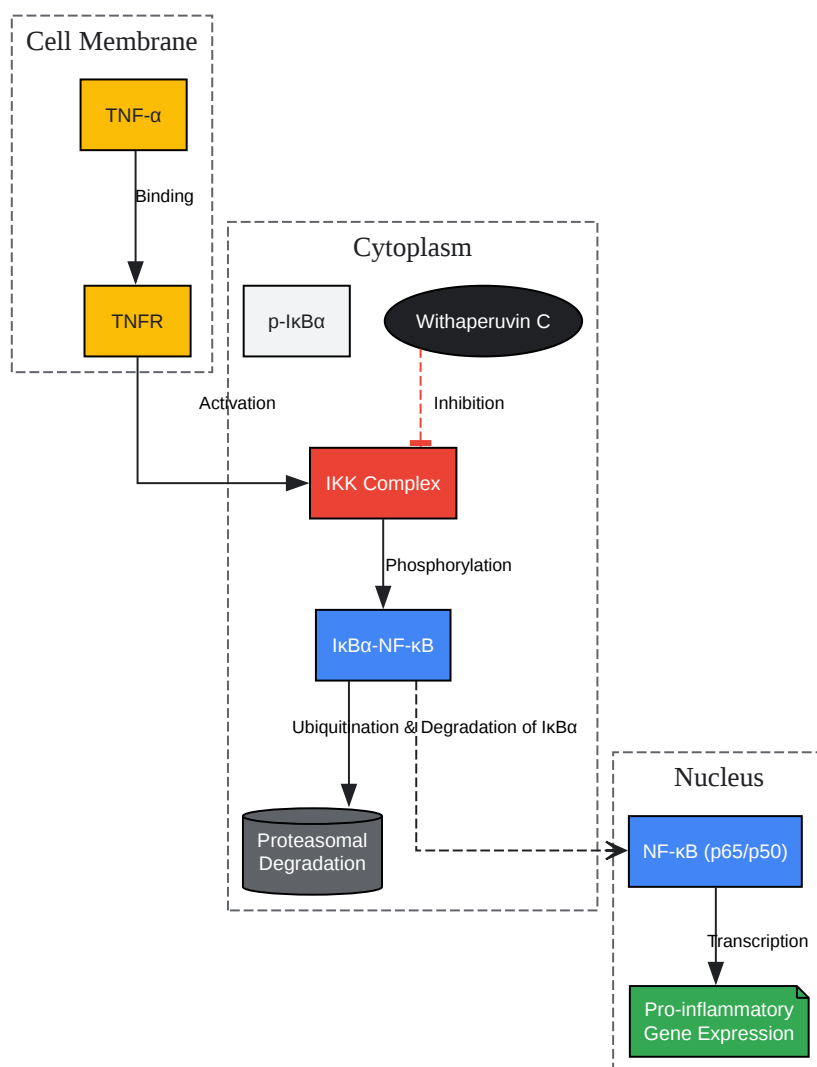 Cell Membrane
TNF-α
Binding
TNFR
Cytoplasm
p-IκBα
Withaperuvin C
Activation
Inhibition
IKK Complex
Phosphorylation
IκBα-NF-κB
Ubiquitination & Degradation of IκBα
Proteasomal
Degradation
Nucleus
NF-κB (p65/p50)
Transcription
Pro-inflammatory
Gene Expression